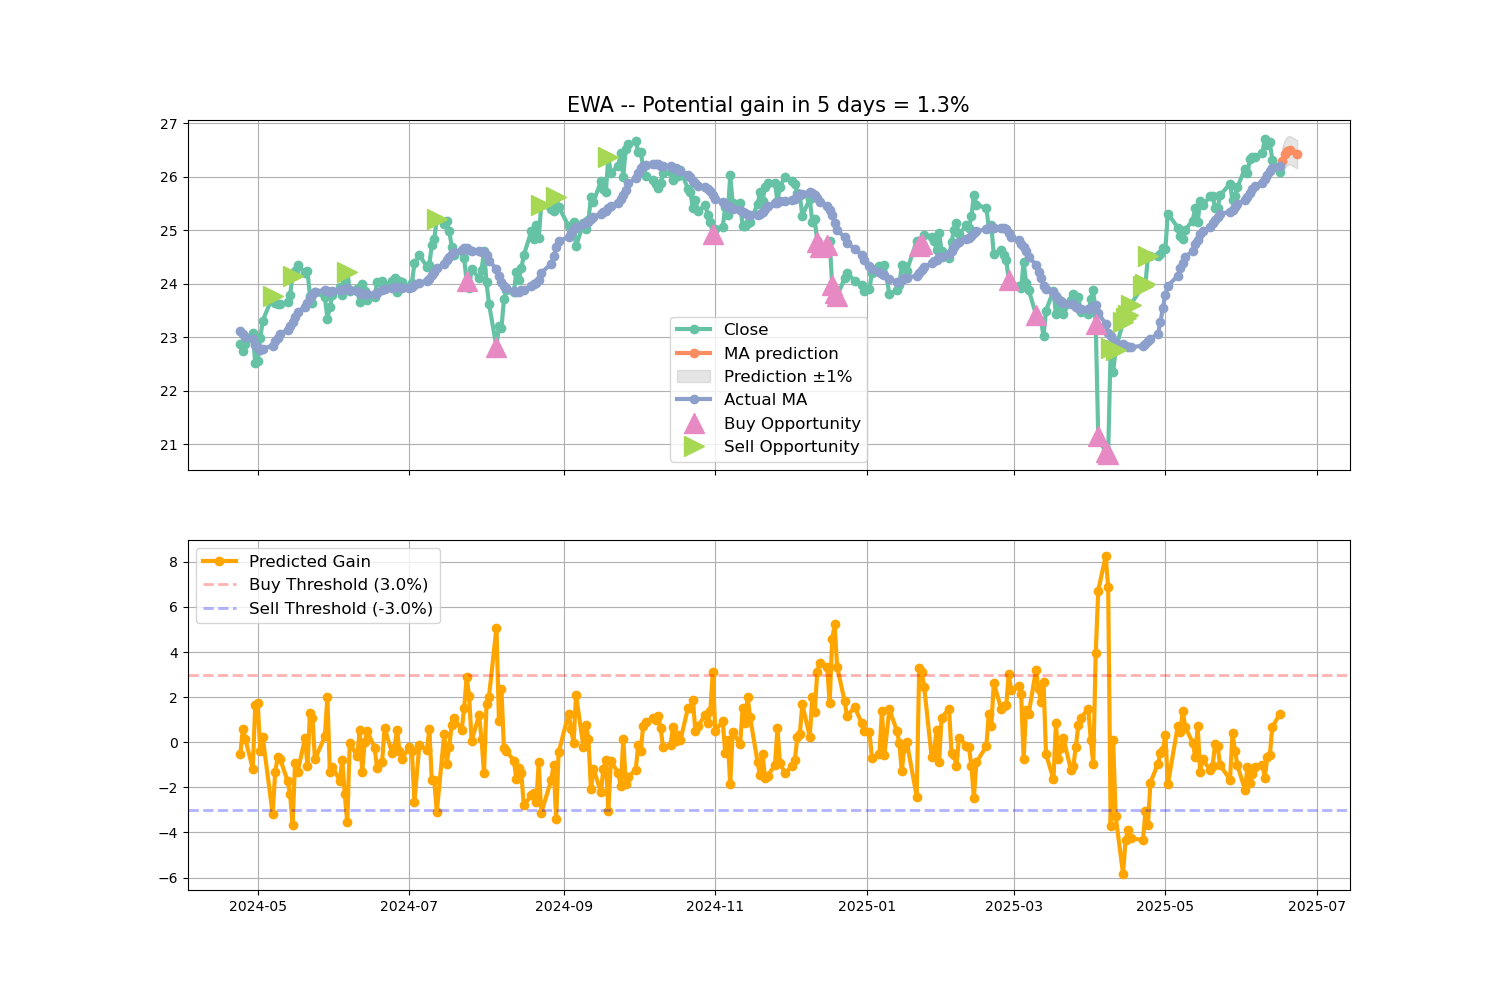 EWA -- Potential gain in 5 days = 1.3%
27
26
25
24
23
22
21
Close
MA prediction
Prediction ±1%
Actual MA
Buy Opportunity
Sell Opportunity
8
6
4
2
0
−2
−4
−6
Predicted Gain
Buy Threshold (3.0%)
Sell Threshold (-3.0%)
2024-05
2024-07
2024-09
2024-11
2025-01
2025-03
2025-05
2025-07